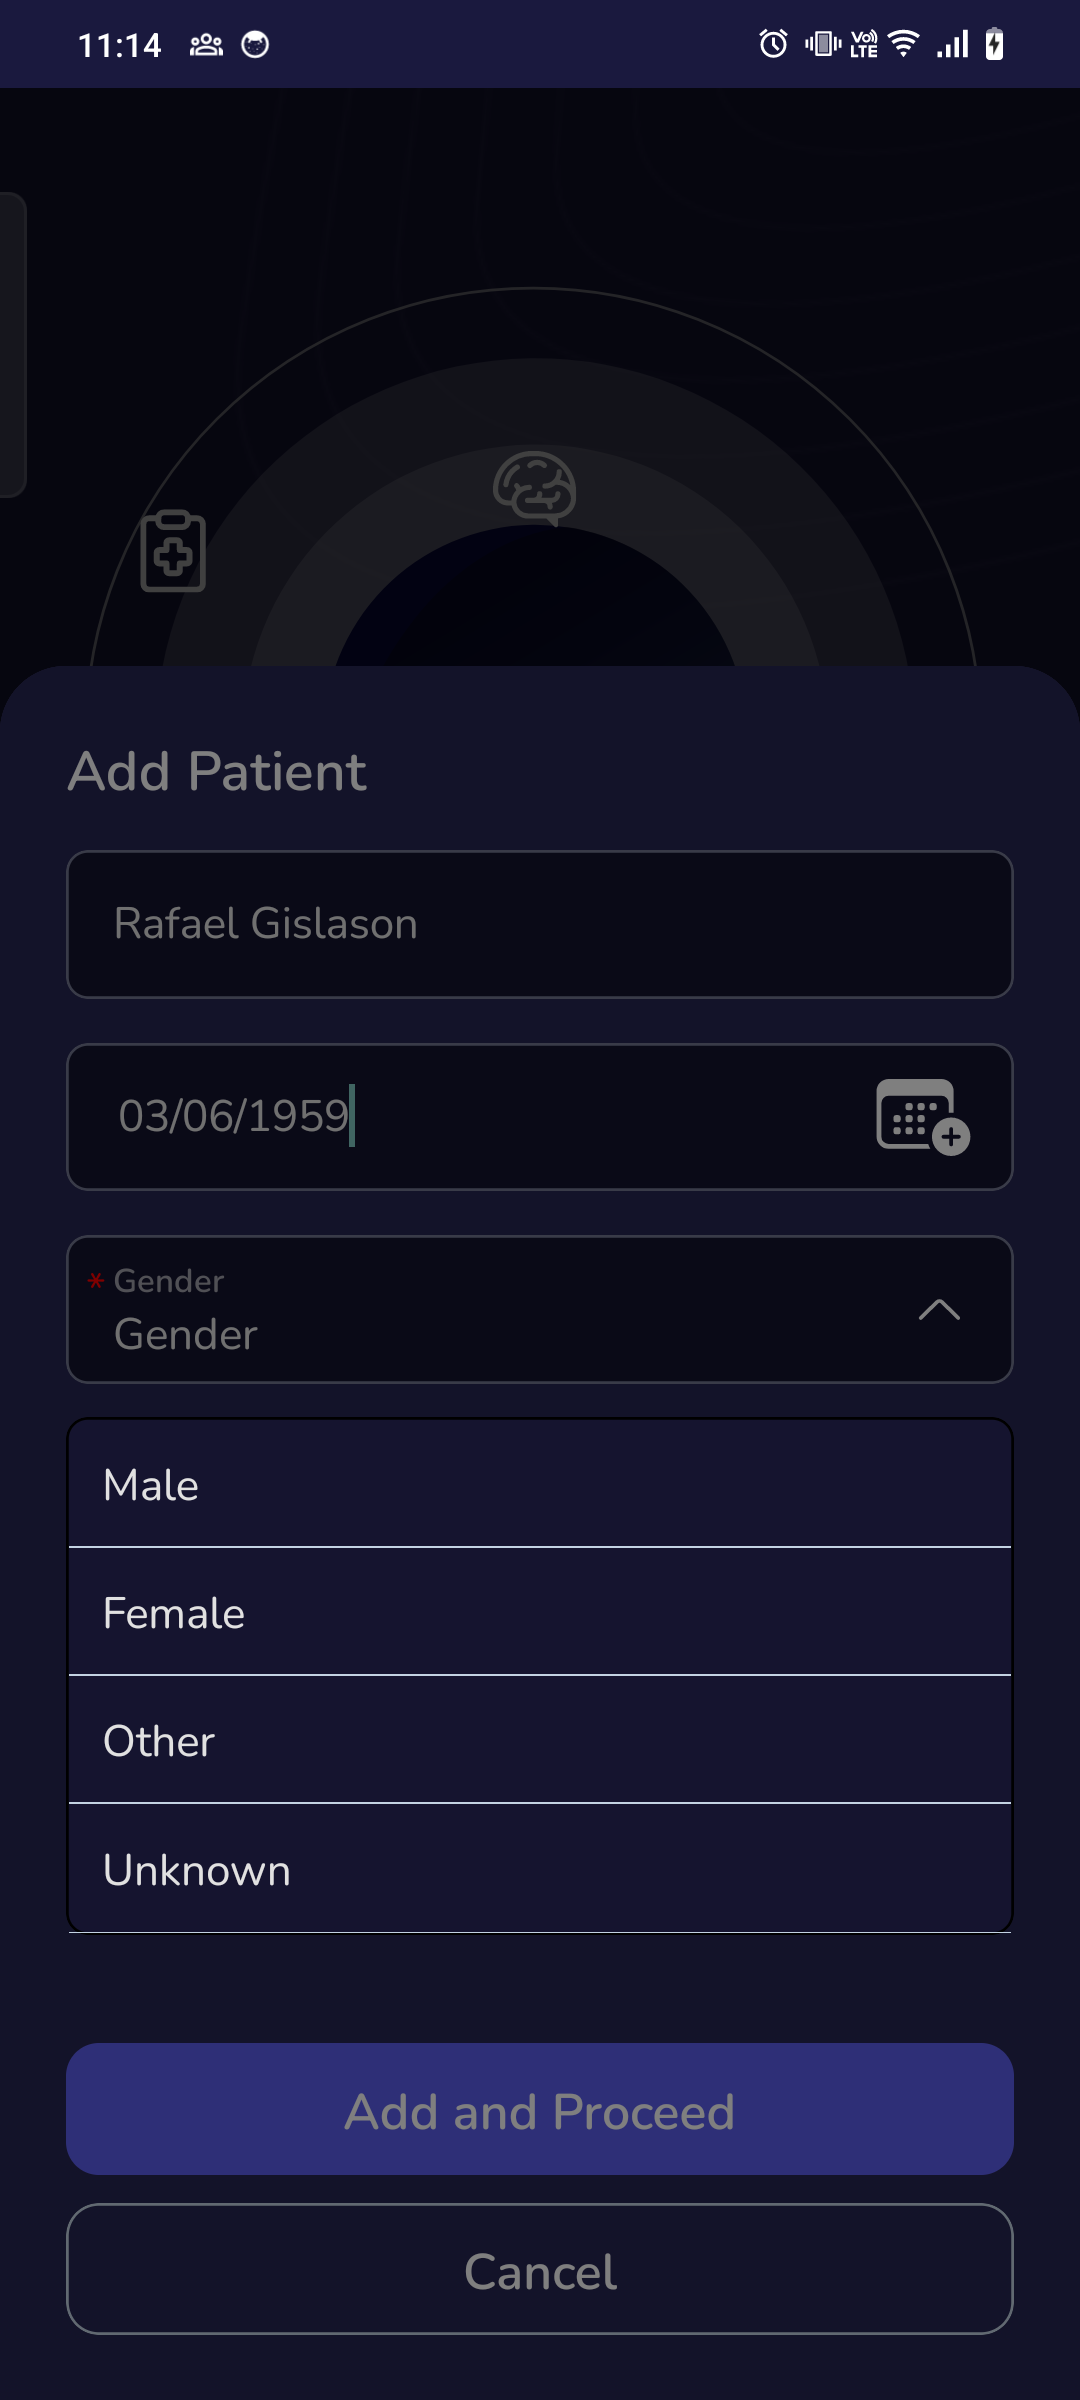 11:14
Vo) LTE
Add Patient
Rafael Gislason
03/06/1959
* Gender
Gender
Male
Female
Other
Unknown
Add and Proceed
Cancel